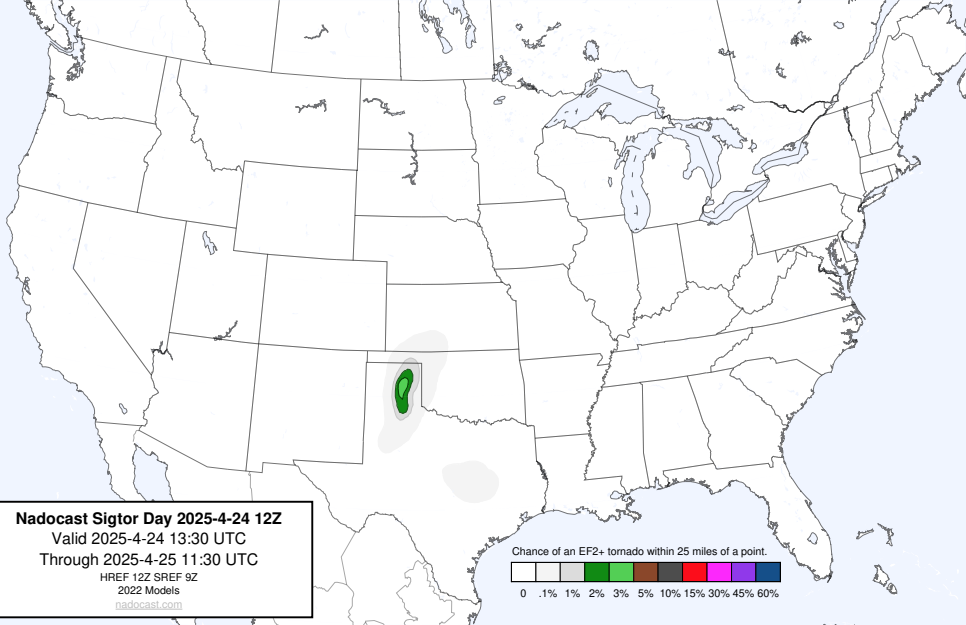 Nadocast Sigtor Day 2025-4-24 12Z
Valid 2025-4-24 13:30 UTC
Through 2025-4-25 11:30 UTC
HREF 12Z SREF 9Z
2022 Models
nadocast.com
Chance of an EF2+ tornado within 25 miles of a point.
0 .1% 1% 2% 3% 5% 10% 15% 30% 45% 60%